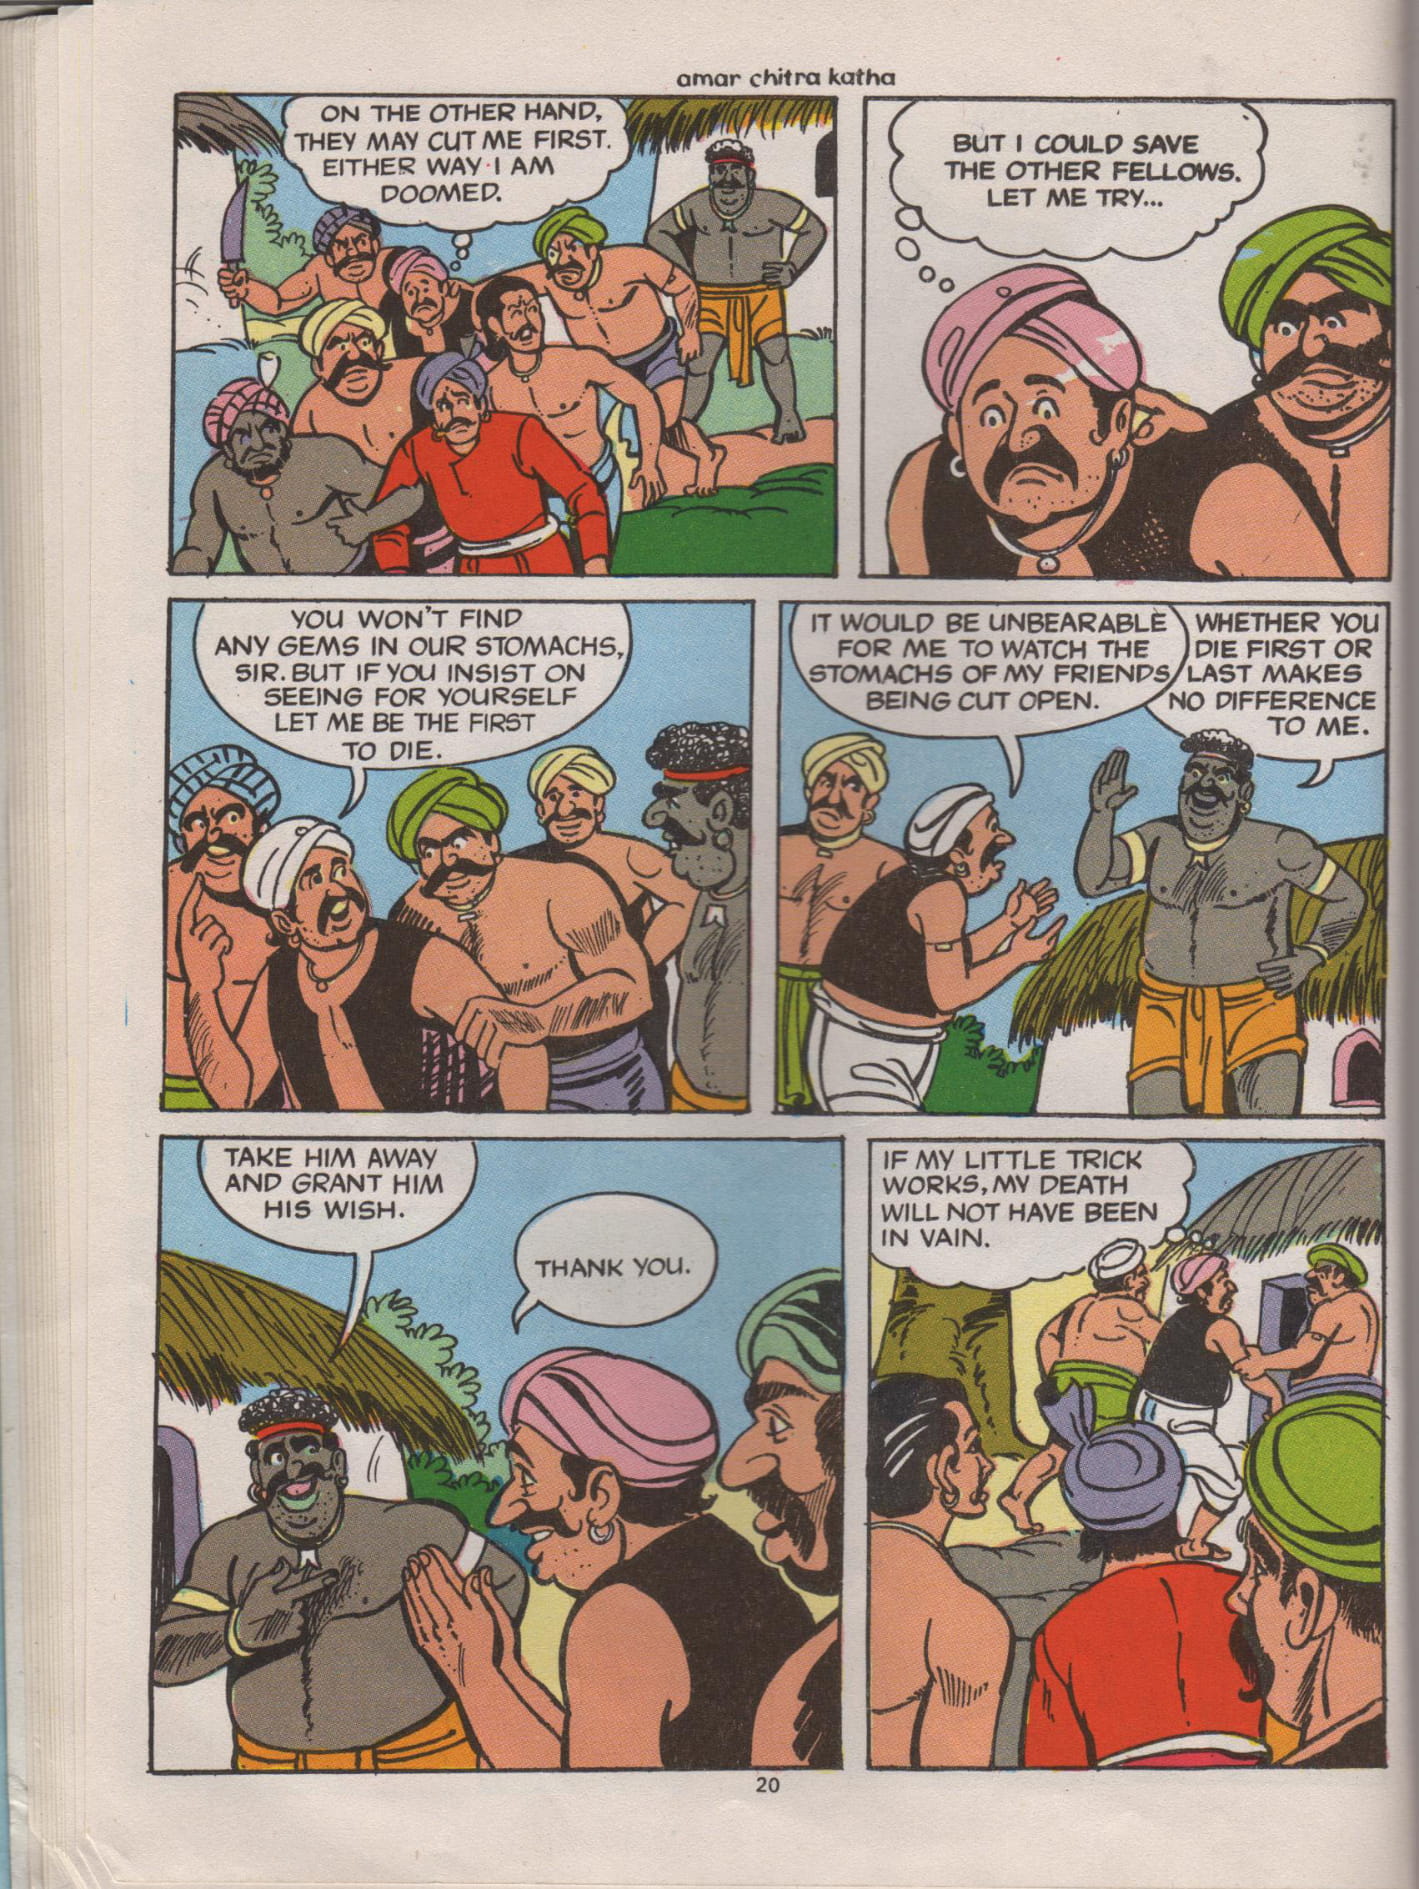 amar chitra katha
ON THE OTHER HAND,
THEY MAY CUT ME FIRST.
EITHER WAY I AM
DOOMED.
BUT I COULD SAVE
THE OTHER FELLOWS.
LET ME TRY...
YOU WON'T FIND
ANY GEMS IN OUR STOMACHS,
SIR. BUT IF YOU INSIST ON
SEEING FOR YOURSELF
LET ME BE THE FIRST
TO DIE.
IT WOULD BE UNBEARABLE
FOR ME TO WATCH THE
STOMACHS OF MY FRIENDS
BEING CUT OPEN.
WHETHER YOU
DIE FIRST OR
LAST MAKES
NO DIFFERENCE
TO ME.
TAKE HIM AWAY
AND GRANT HIM
HIS WISH.
THANK YOU.
IF MY LITTLE TRICK
WORKS, MY DEATH
WILL NOT HAVE BEEN
IN VAIN.
20